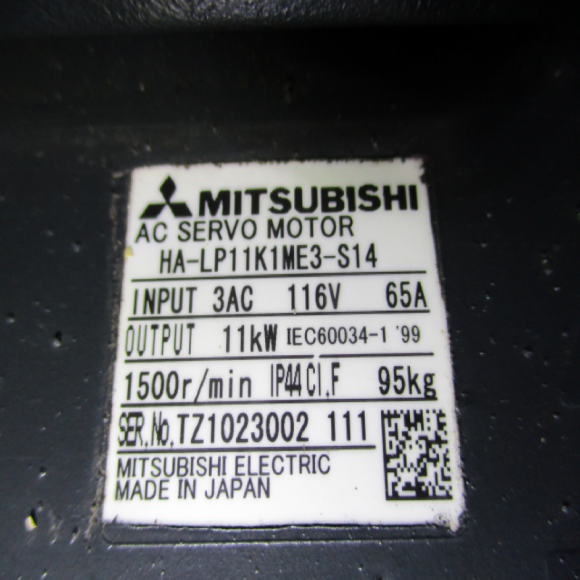 MITSUBISHI
AC SERVO MOTOR
HA-LP11K1ME3-S14
INPUT 3AC 116V 65A
OUTPUT 11kW IEC60034-1 '99
1500r/min IP44 Cl.F 95kg
SER.No.TZ1023002 111
MITSUBISHI ELECTRIC
MADE IN JAPAN